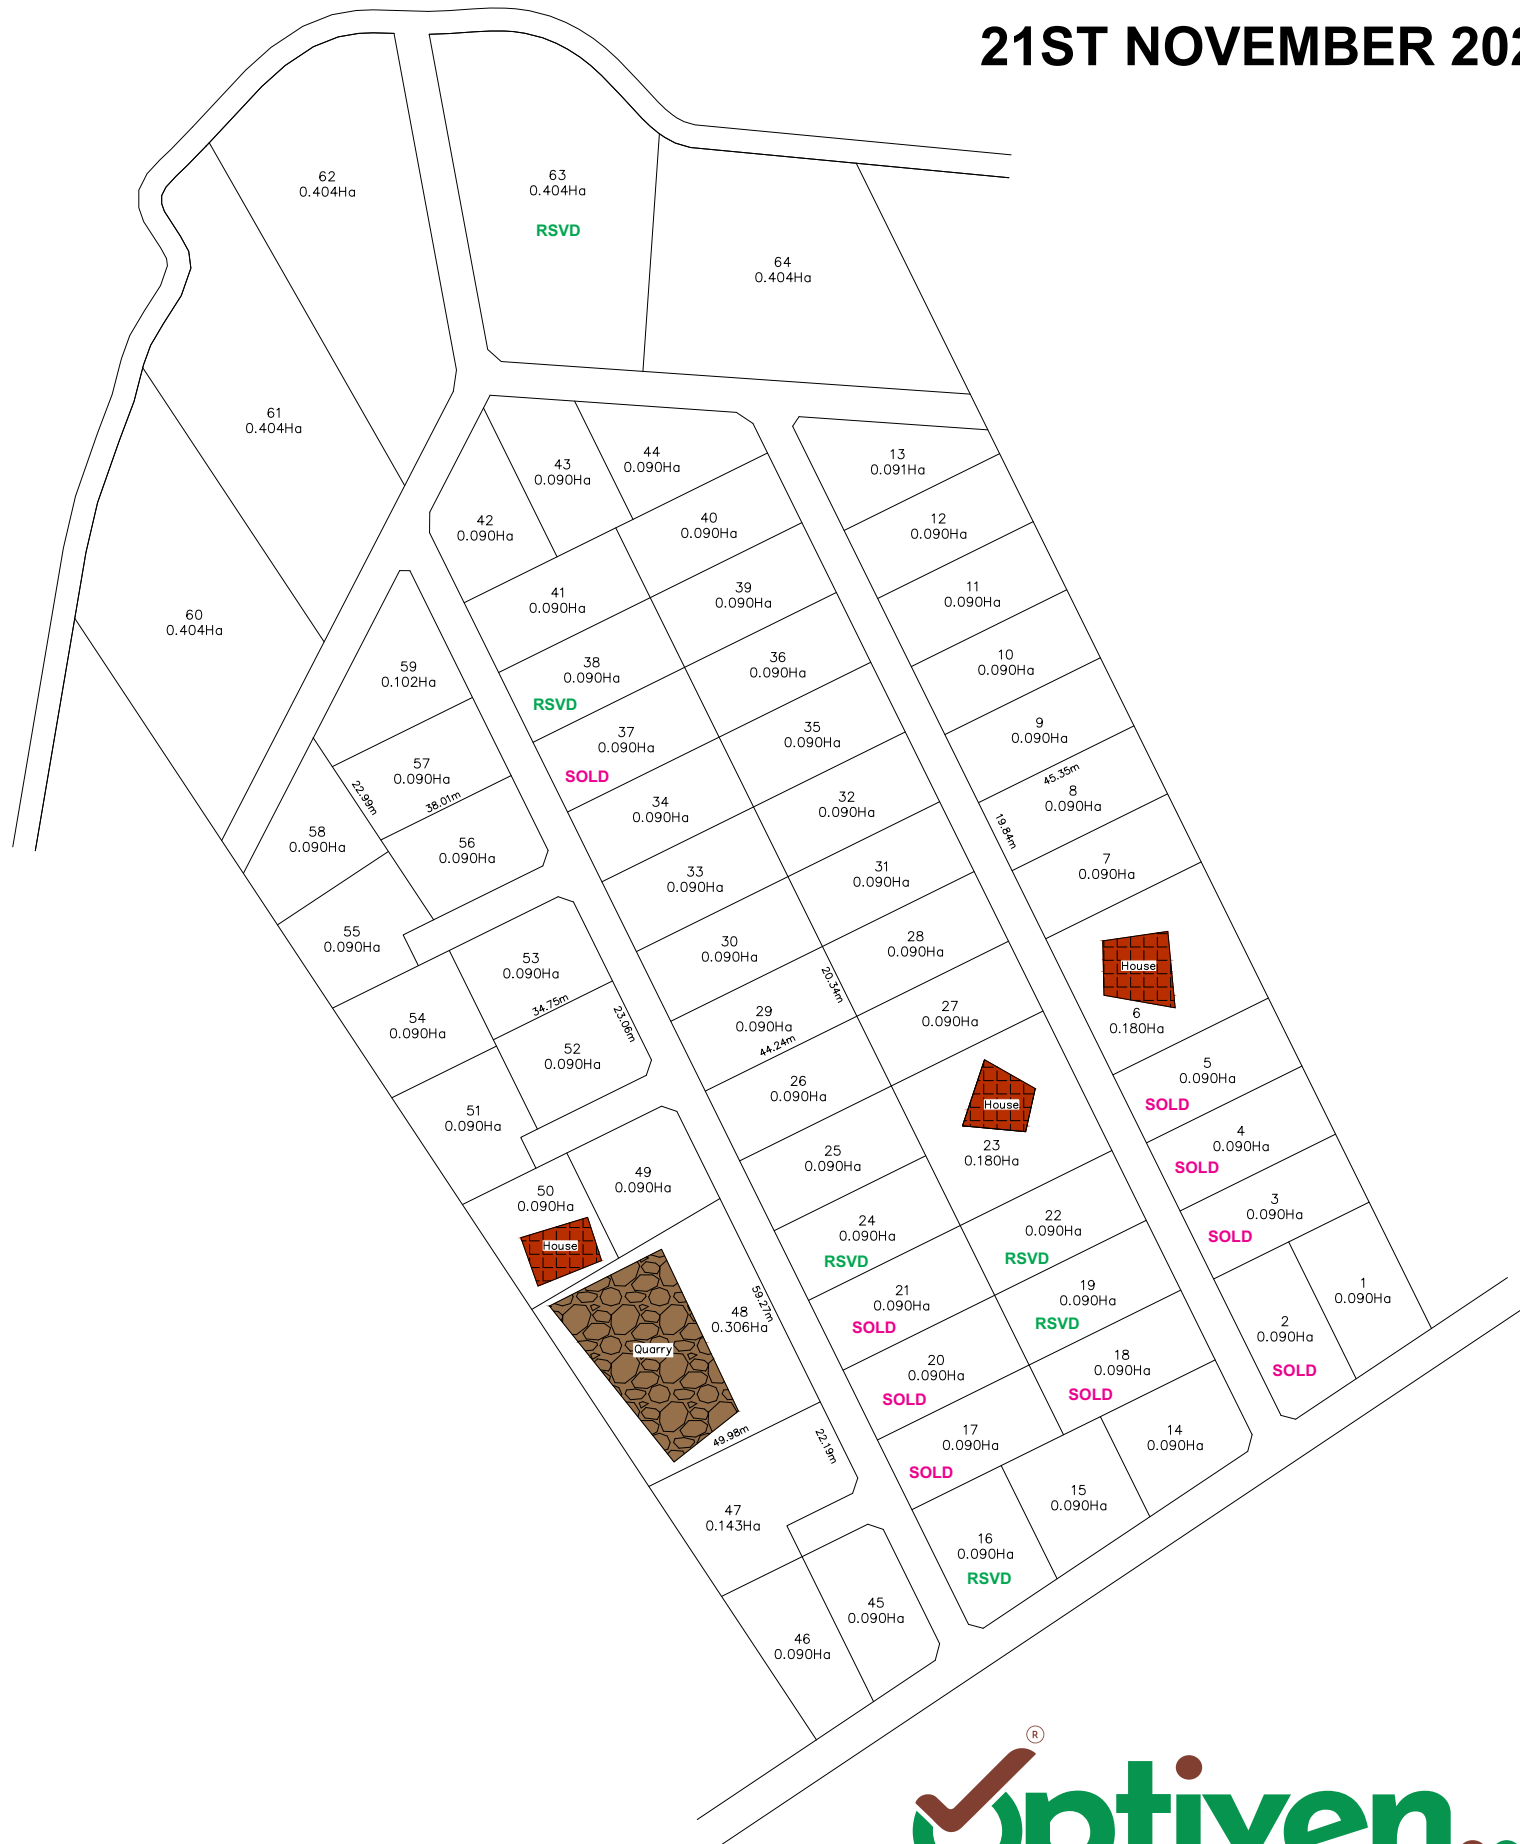 21ST NOVEMBER 202
62
0.404Ha
63
0.404Ha
RSVD
64
0.404Ha
61
0.404Ha
60
0.404Ha
44
0.090Ha
43
0.090Ha
42
0.090Ha
13
0.091Ha
40
0.090Ha
12
0.090Ha
41
0.090Ha
39
0.090Ha
11
0.090Ha
59
0.102Ha
38
0.090Ha
RSVD
36
0.090Ha
10
0.090Ha
37
0.090Ha
SOLD
35
0.090Ha
9
0.090Ha
57
0.090Ha
22.99m
38.01m
45.35m
8
0.090Ha
19.84m
34
0.090Ha
32
0.090Ha
58
0.090Ha
56
0.090Ha
33
0.090Ha
31
0.090Ha
7
0.090Ha
55
0.090Ha
53
0.090Ha
30
0.090Ha
28
0.090Ha
House
6
0.180Ha
34.75m
23.06m
20.34m
54
0.090Ha
52
0.090Ha
29
0.090Ha
44.24m
27
0.090Ha
5
0.090Ha
SOLD
51
0.090Ha
26
0.090Ha
House
23
0.180Ha
4
0.090Ha
SOLD
50
0.090Ha
House
49
0.090Ha
25
0.090Ha
3
0.090Ha
SOLD
24
0.090Ha
RSVD
22
0.090Ha
RSVD
59.27m
48
0.306Ha
Quarry
21
0.090Ha
SOLD
19
0.090Ha
RSVD
1
0.090Ha
2
0.090Ha
SOLD
20
0.090Ha
SOLD
18
0.090Ha
SOLD
49.98m
22.19m
17
0.090Ha
SOLD
14
0.090Ha
47
0.143Ha
15
0.090Ha
16
0.090Ha
RSVD
45
0.090Ha
46
0.090Ha
®
Optiven